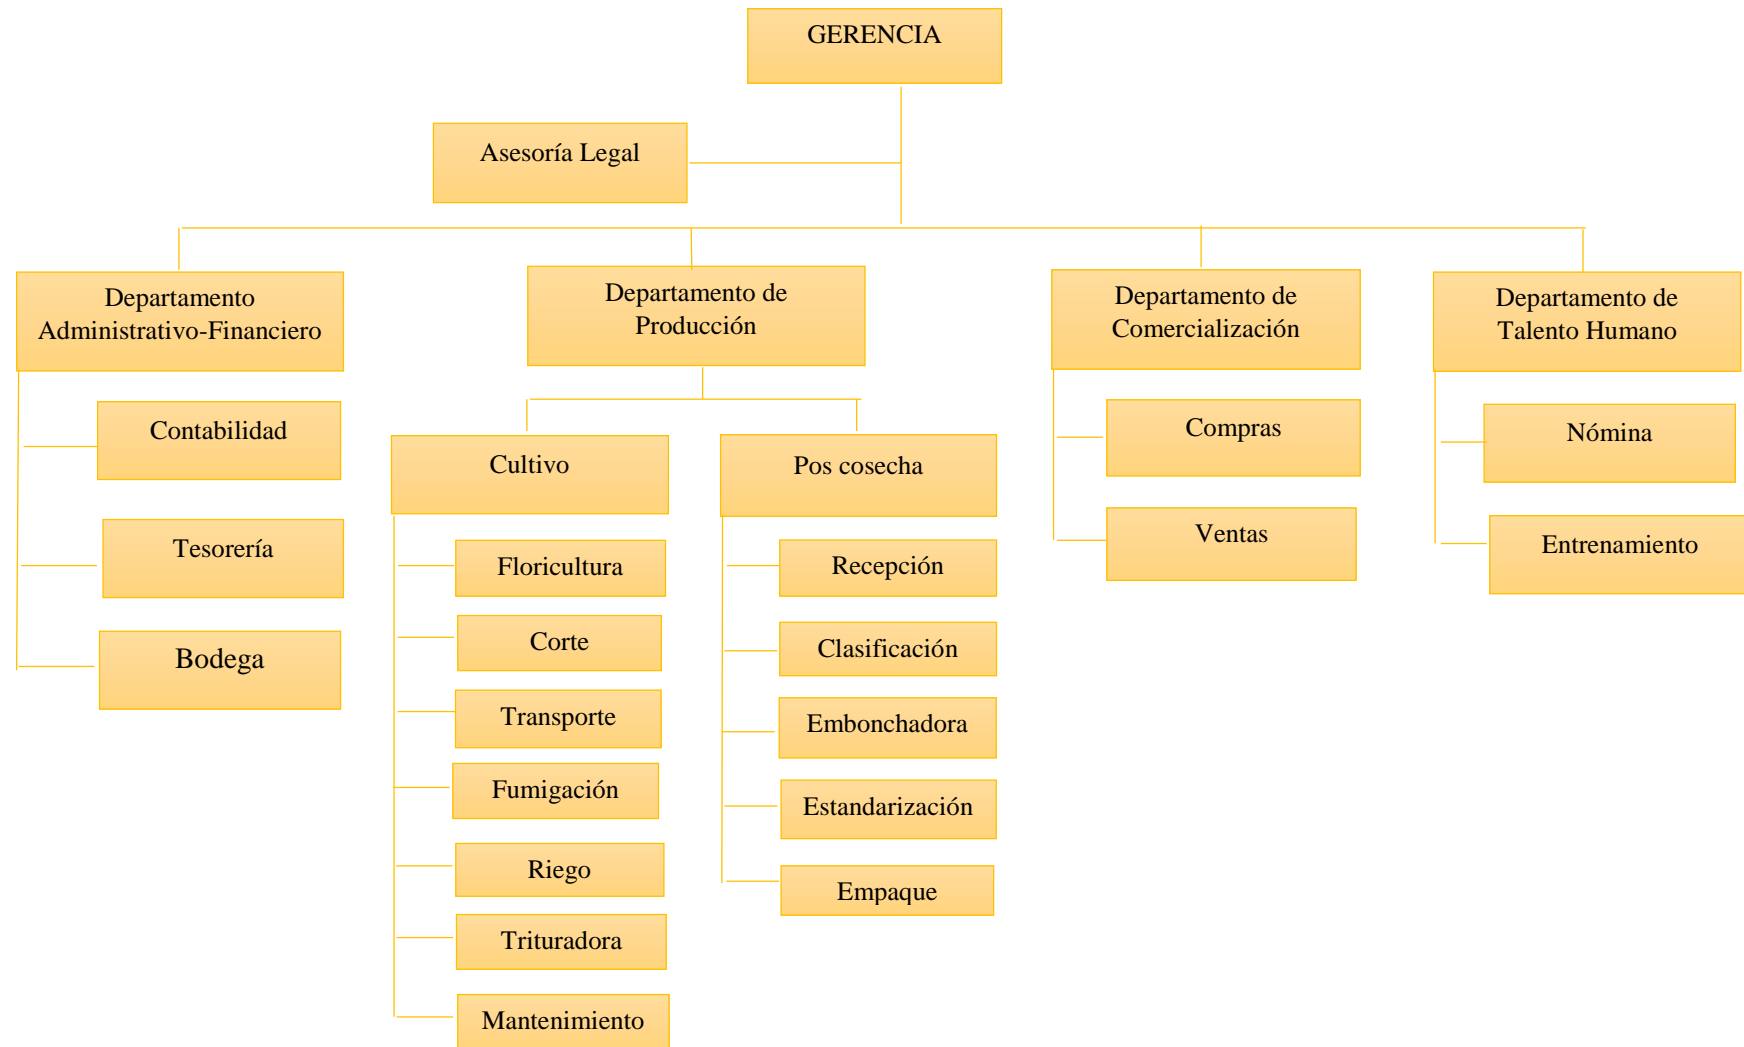 GERENCIA
Asesoría Legal
Departamento
Administrativo-Financiero
Contabilidad
Tesorería
Bodega
Departamento de
Producción
Cultivo
Floricultura
Corte
Transporte
Fumigación
Riego
Trituradora
Mantenimiento
Pos cosecha
Recepción
Clasificación
Embonchadora
Estandarización
Empaque
Departamento de
Comercialización
Compras
Ventas
Departamento de
Talento Humano
Nómina
Entrenamiento